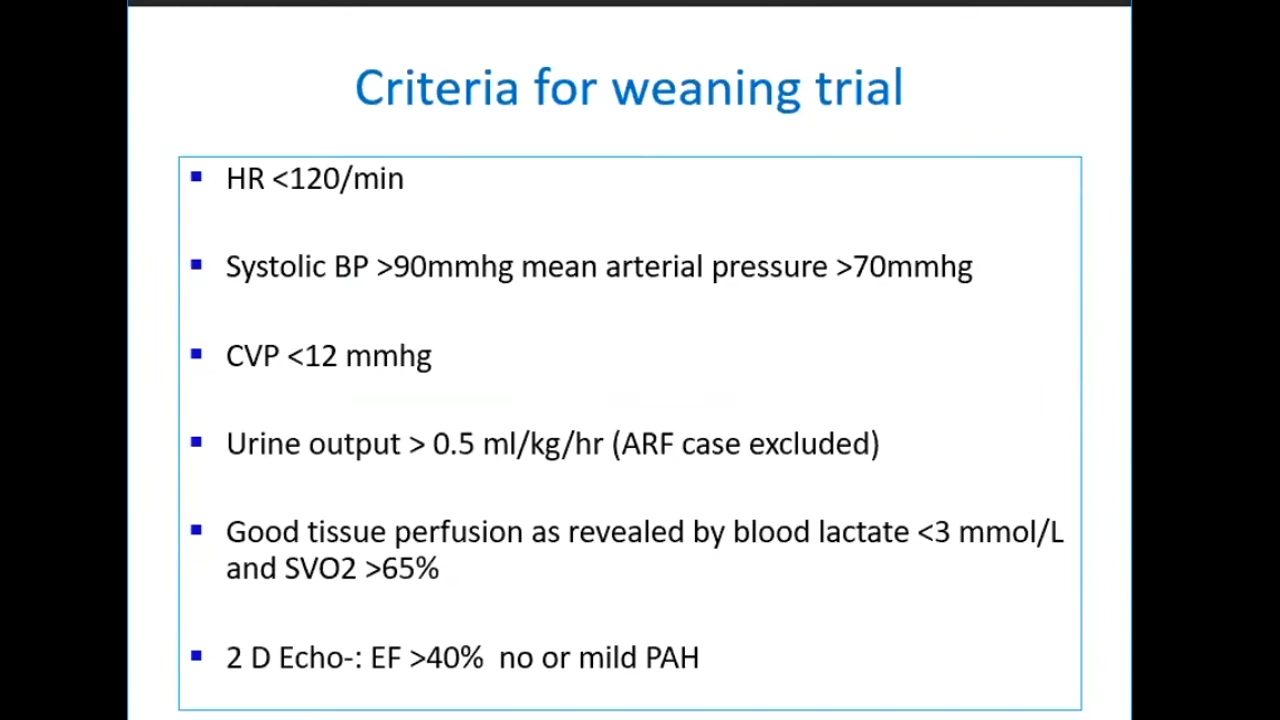 Criteria for weaning trial
HR <120/min
Systolic BP >90mmhg mean arterial pressure >70mmhg
CVP <12 mmhg
Urine output > 0.5 ml/kg/hr (ARF case excluded)
Good tissue perfusion as revealed by blood lactate <3 mmol/L
and SVO2 >65%
2 D Echo-: EF >40%  no or mild PAH